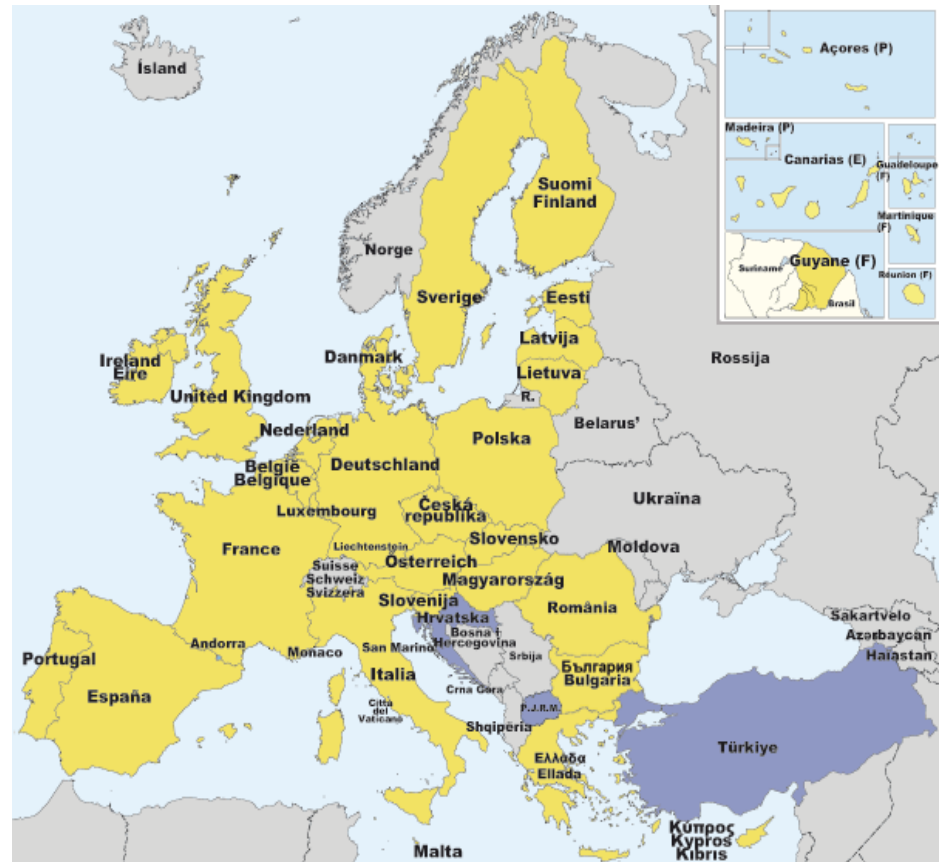 Ísland
Açores (P)
Madeira (P)
Canarias (E)
Guadeloupe
(F)
Martinique
(F)
Guyane (F)
Suriname
Réunion (F)
Brasil
Suomi
Finland
Norge
Sverige
Eesti
Latvija
Lietuva
R.
Rossija
Danmark
Ireland
Éire
United Kingdom
Belarus'
Nederland
Polska
België
Belgique
Deutschland
Luxembourg
Česká
republika
Ukraïna
France
Liechtenstein
Slovensko
Moldova
Suisse
Schweiz
Svizzera
Österreich
Magyarország
Slovenija
România
Hrvatska
Bosna i
Hercegovina
Sakartvelo
Azərbaycan
Haıastan
Andorra
Monaco
San Marino
Srbija
Portugal
España
Italia
България
Bulgaria
Crna Gora
Città
del
Vaticano
P.J.R.M.
Shqipëria
Türkiye
Ελλαδα
Ellada
Κύπρος
Kypros
Kıbrıs
Malta